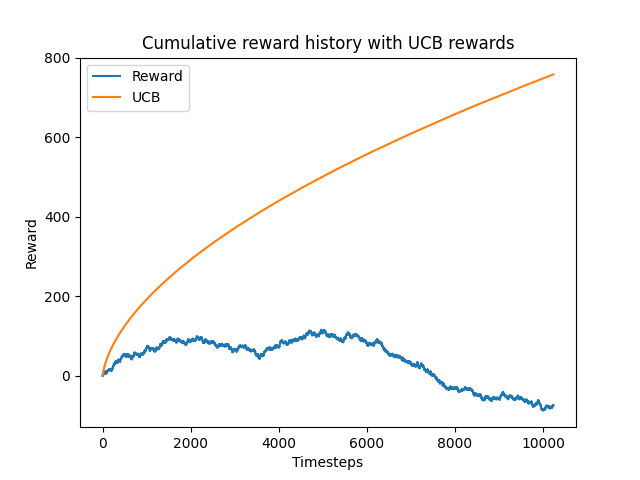 Cumulative reward history with UCB rewards
Reward
UCB
800
600
400
200
0
Reward
0 2000 4000 6000 8000 10000
Timesteps